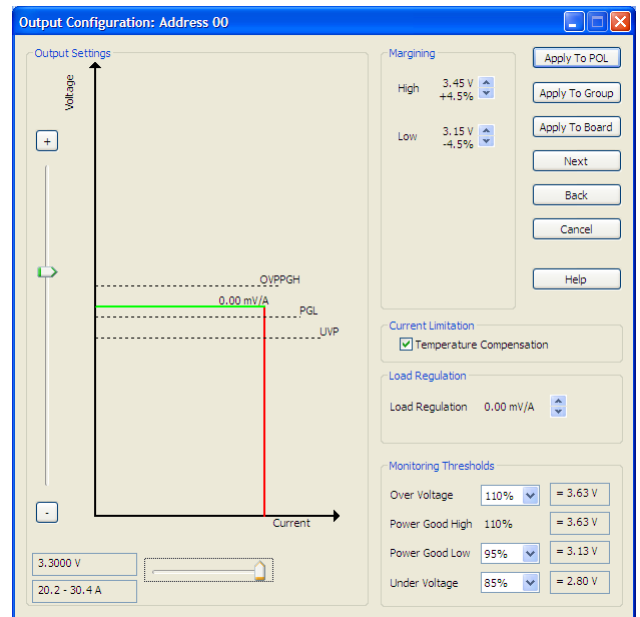 Output Configuration: Address 00
Output Settings
Voltage
+
OVPPGH
0.00 mV/A
PGL
UVP
-
Current
3.3000 V
20.2 - 30.4 A
Margining
High 3.45 V
+4.5%
Low 3.15 V
-4.5%
Current Limitation
Temperature Compensation
Load Regulation
Load Regulation 0.00 mV/A
Monitoring Thresholds
Over Voltage 110% = 3.63 V
Power Good High 110% = 3.63 V
Power Good Low 95% = 3.13 V
Under Voltage 85% = 2.80 V
Apply To POL
Apply To Group
Apply To Board
Next
Back
Cancel
Help